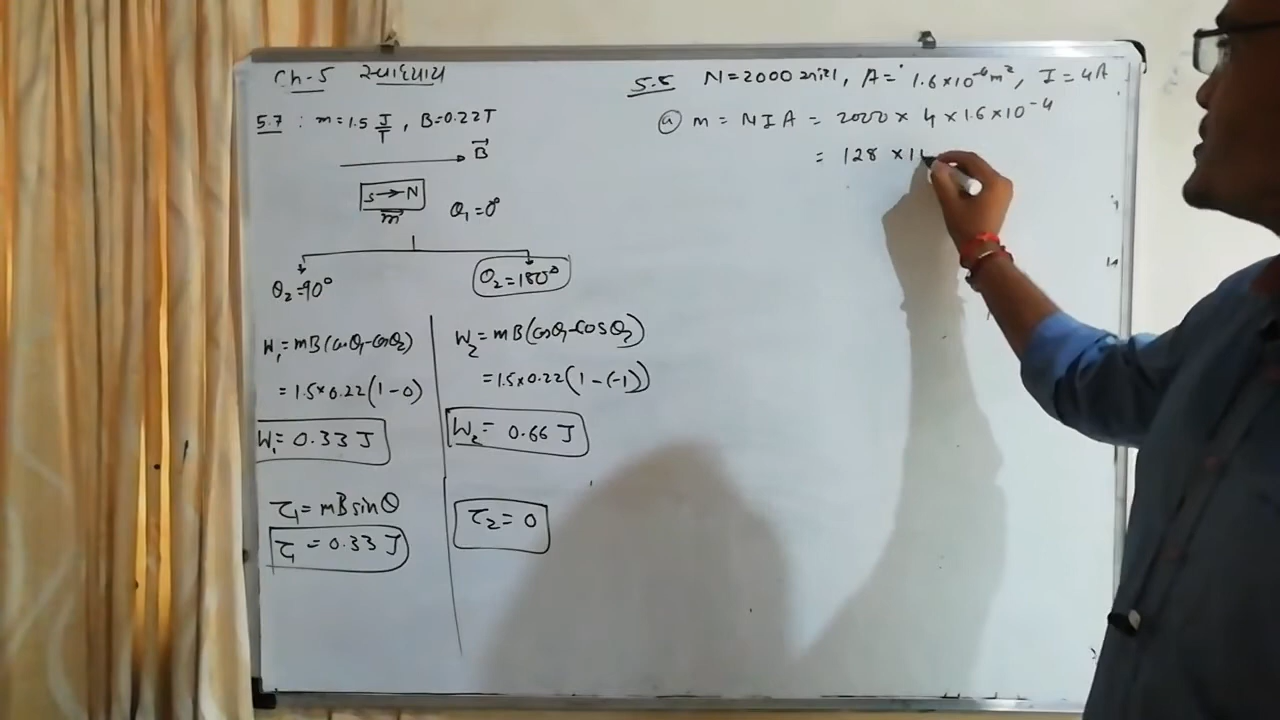 Ch-5 સ્વાધ્યાય
5.7 : m=1.5 J/T , B=0.22T
B⃗
S→N
m⃗
θ₁=0°
θ₂=90°
θ₂=180°
W₁=mB(cosθ₁-cosθ₂)
=1.5×0.22(1-0)
W₁= 0.33 J
τ₁= mBsinθ
τ₁ =0.33 J
W₂=mB(cosθ₁-cosθ₂)
=1.5×0.22(1-(-1))
W₂= 0.66 J
τ₂=0
5.8 N=2000 આંટા, A= 1.6×10⁻⁶m², I=4A
ⓐ m = NIA = 2000 × 4 ×1.6×10⁻⁴
= 128 ×1